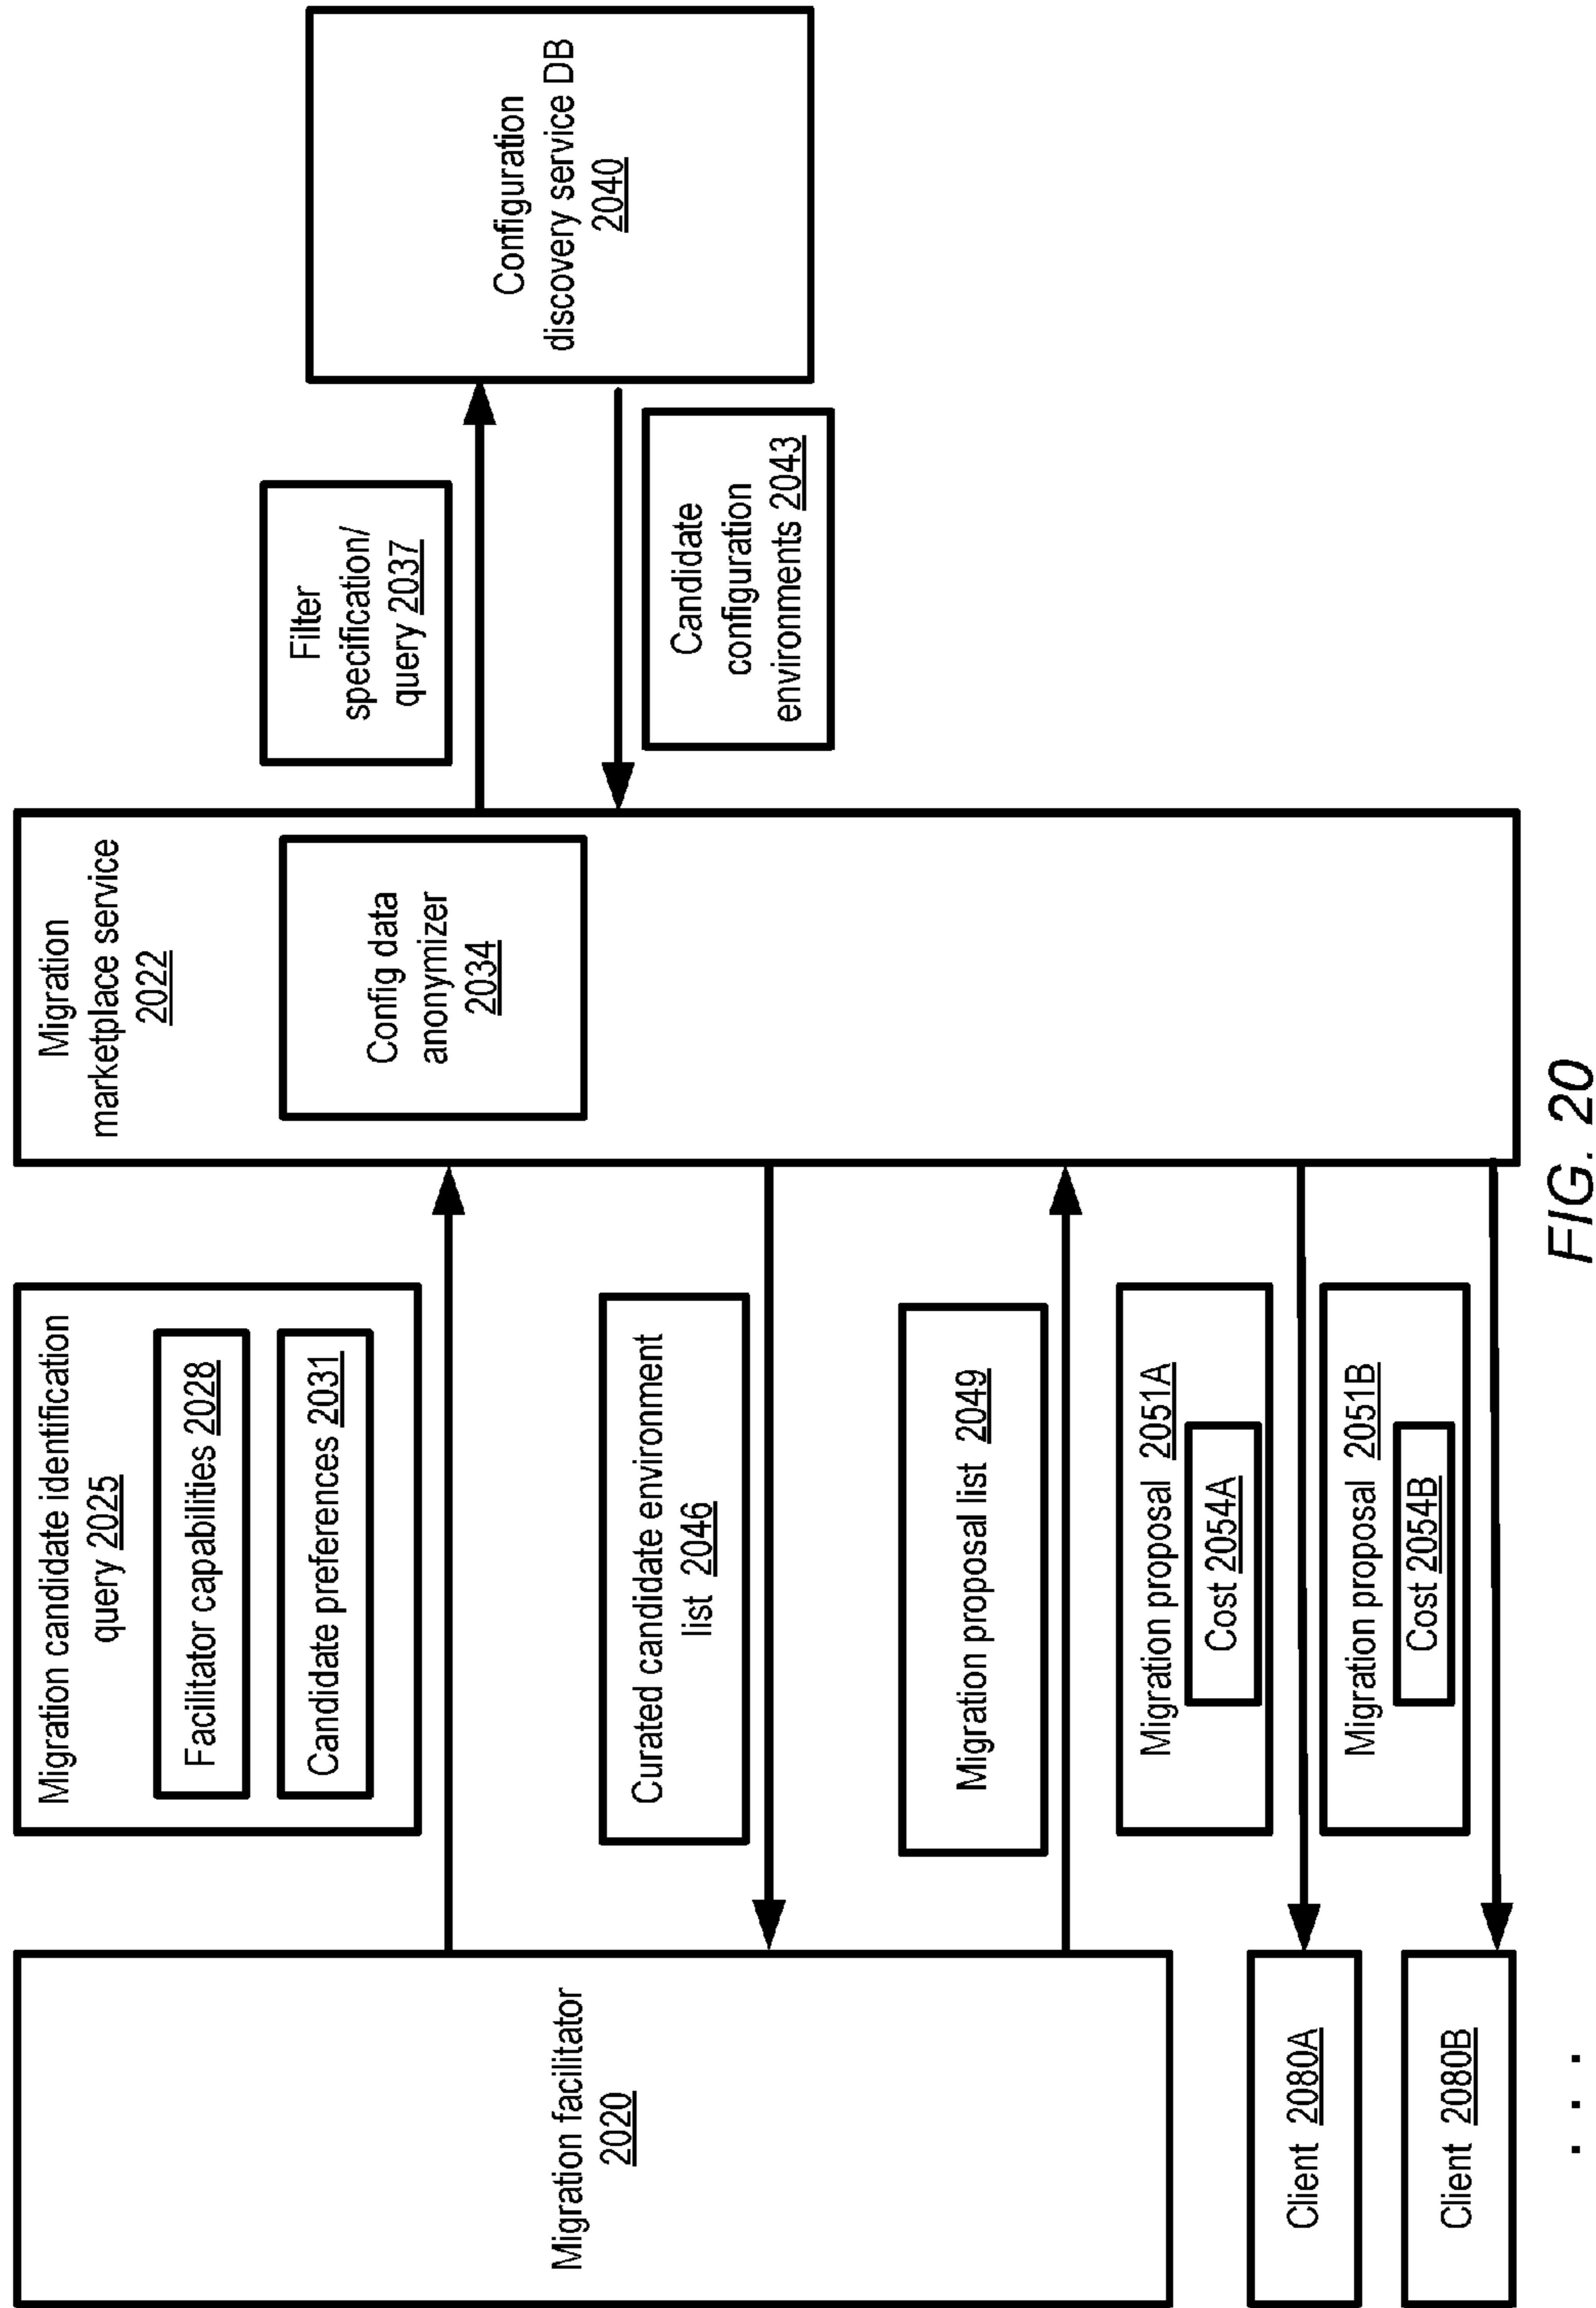 Migration facilitator
2020
Migration candidate identification
query 2025
Facilitator capabilities 2028
Candidate preferences 2031
Curated candidate environment
list 2046
Migration proposal list 2049
Migration proposal 2051A
Cost 2054A
Migration proposal 2051B
Cost 2054B
Client 2080A
Client 2080B
. . .
Migration
marketplace service
2022
Config data
anonymizer
2034
Filter
specification/
query 2037
Candidate
configuration
environments 2043
Configuration
discovery service DB
2040
FIG. 20